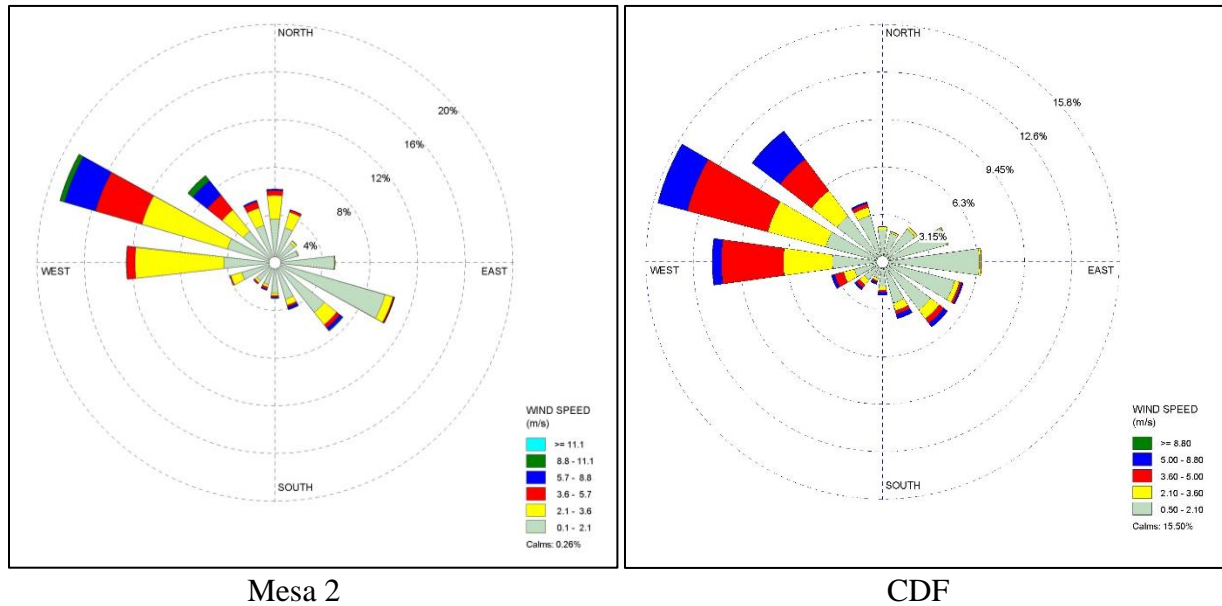 NORTH
20%
16%
12%
8%
4%
WEST
EAST
SOUTH
WIND SPEED
(m/s)
>= 11.1
8.8 - 11.1
5.7 - 8.8
3.6 - 5.7
2.1 - 3.6
0.1 - 2.1
Calms: 0.26%
Mesa 2
NORTH
15.8%
12.6%
9.45%
6.3%
3.15%
WEST
EAST
SOUTH
WIND SPEED
(m/s)
>= 8.80
5.00 - 8.80
3.60 - 5.00
2.10 - 3.60
0.50 - 2.10
Calms: 15.50%
CDF